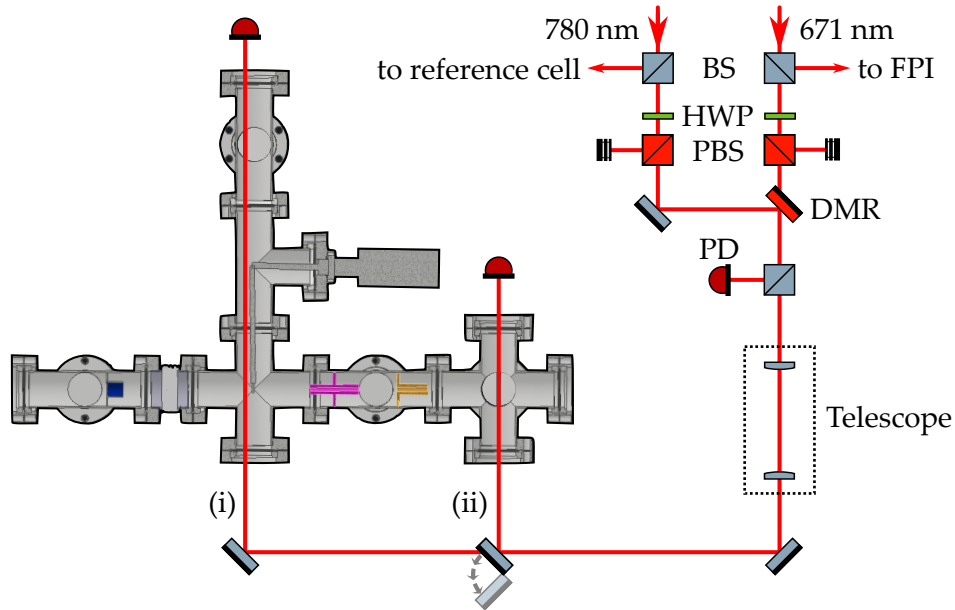 780 nm
671 nm
to reference cell
BS
to FPI
HWP
PBS
DMR
PD
Telescope
(i)
(ii)